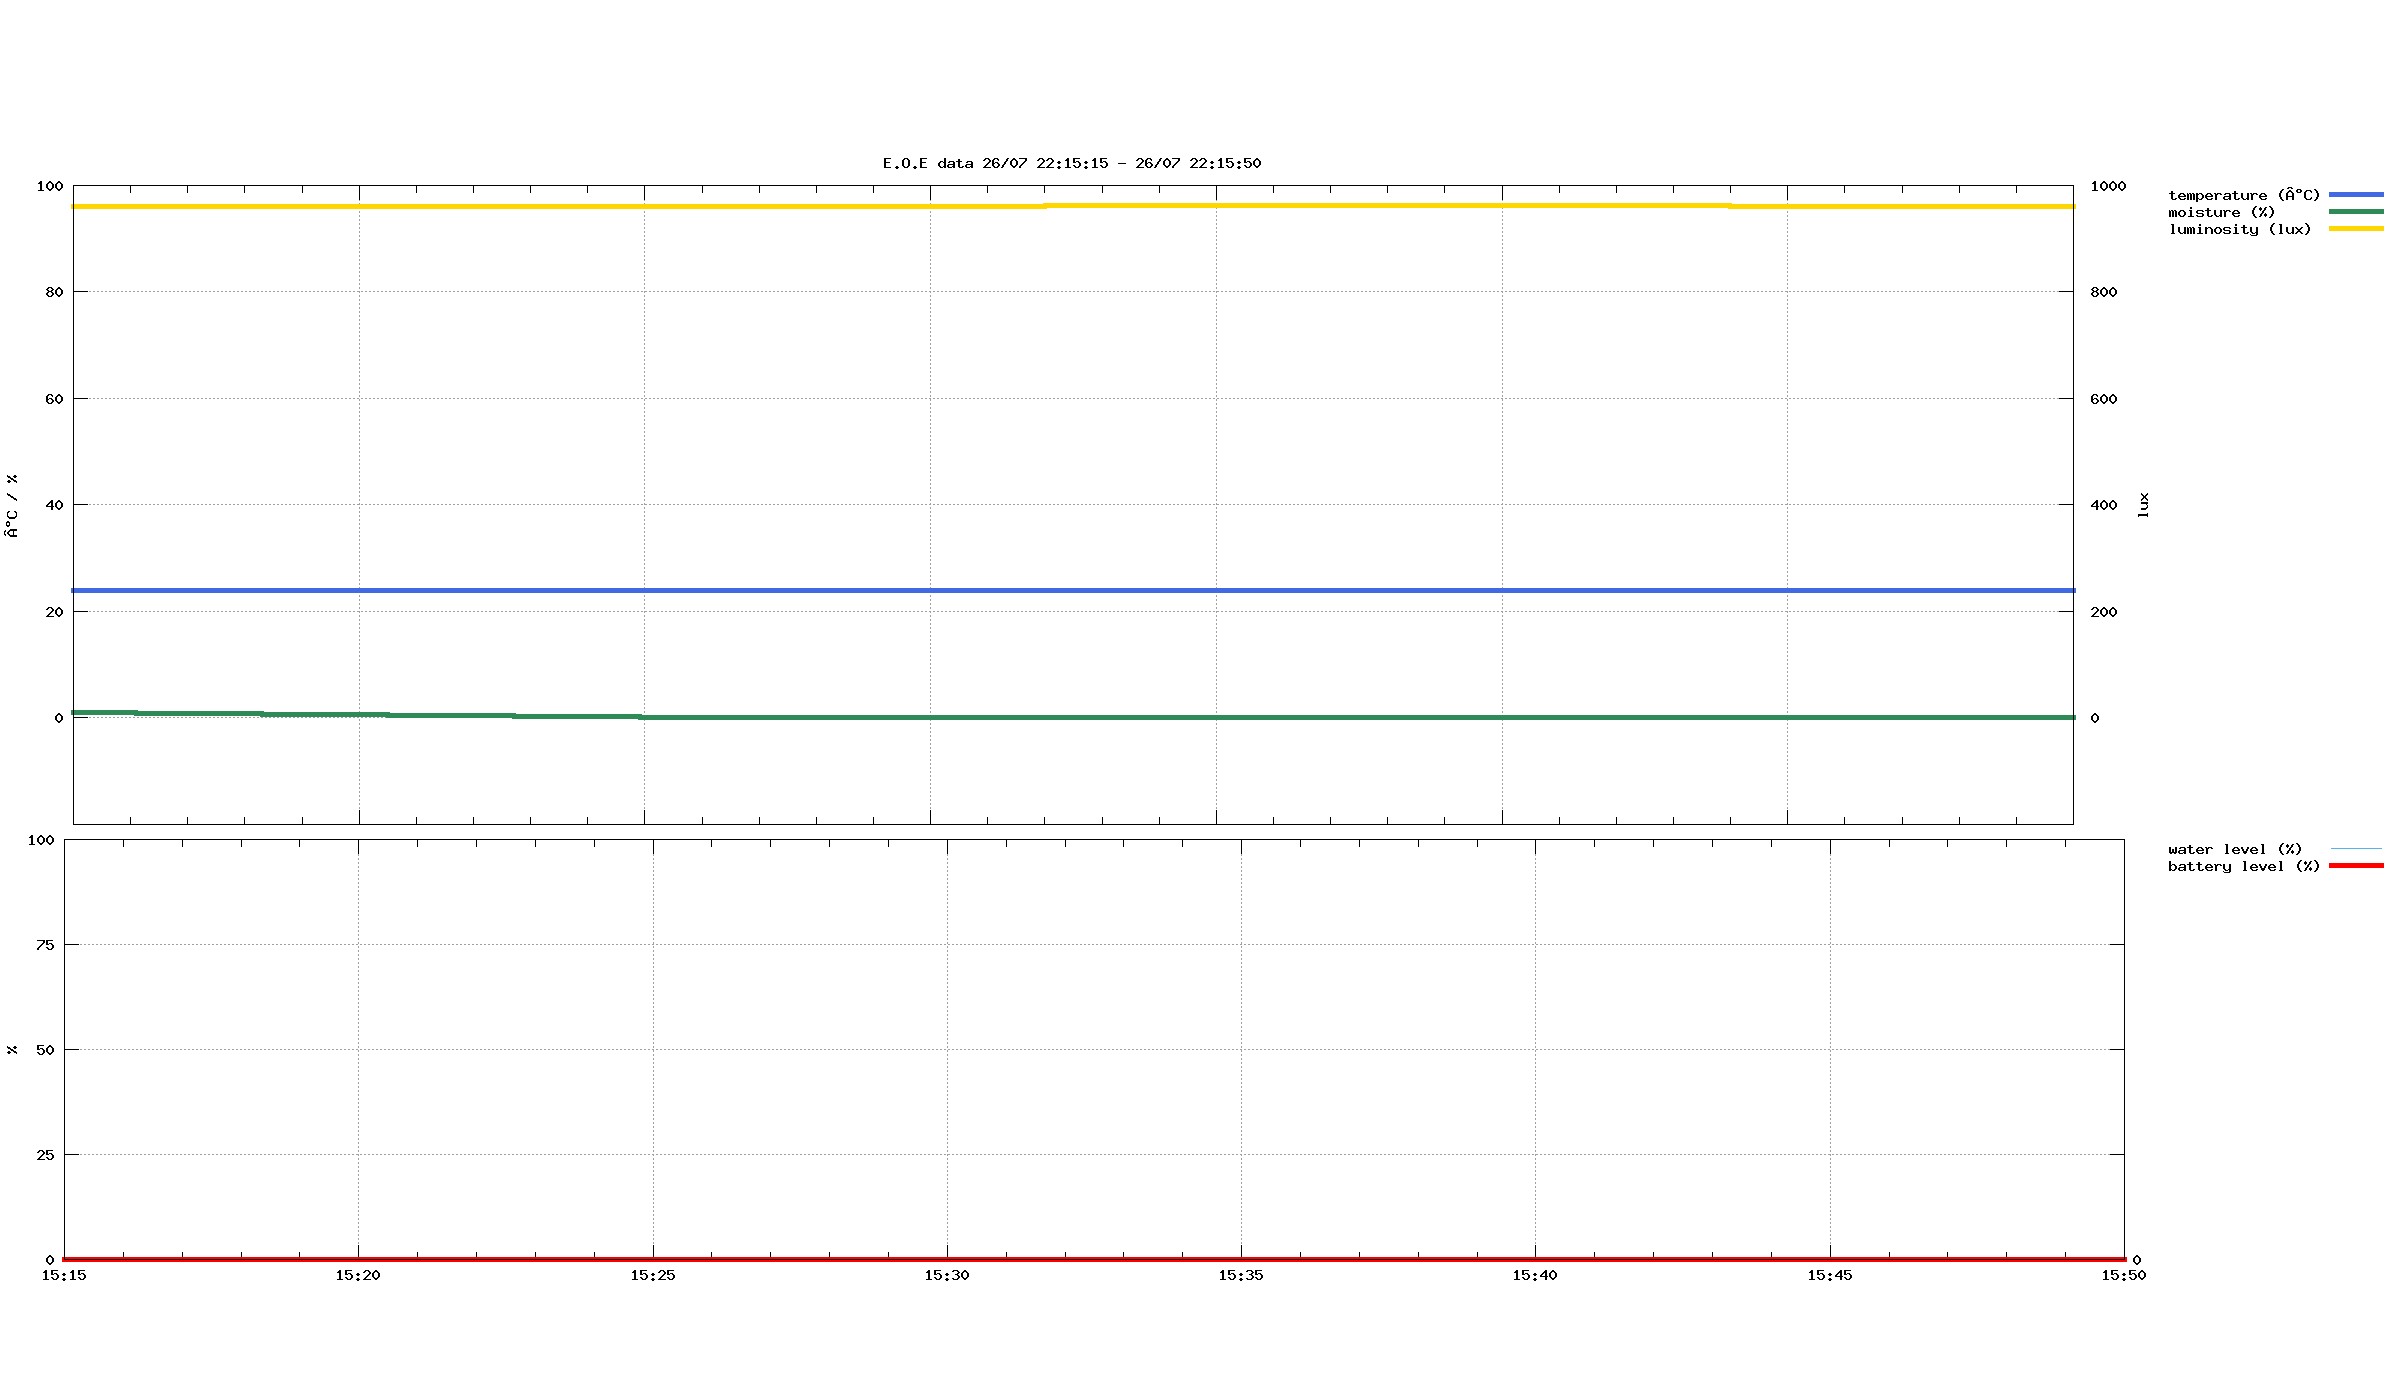 E.O.E data 26/07 22:15:15 - 26/07 22:15:50
100
80
60
40
20
0
Â°C / %
1000
800
600
400
200
0
lux
temperature (Â°C)
moisture (%)
luminosity (lux)
100
75
50
25
0
%
0
15:15 15:20 15:25 15:30 15:35 15:40 15:45 15:50
water level (%)
battery level (%)